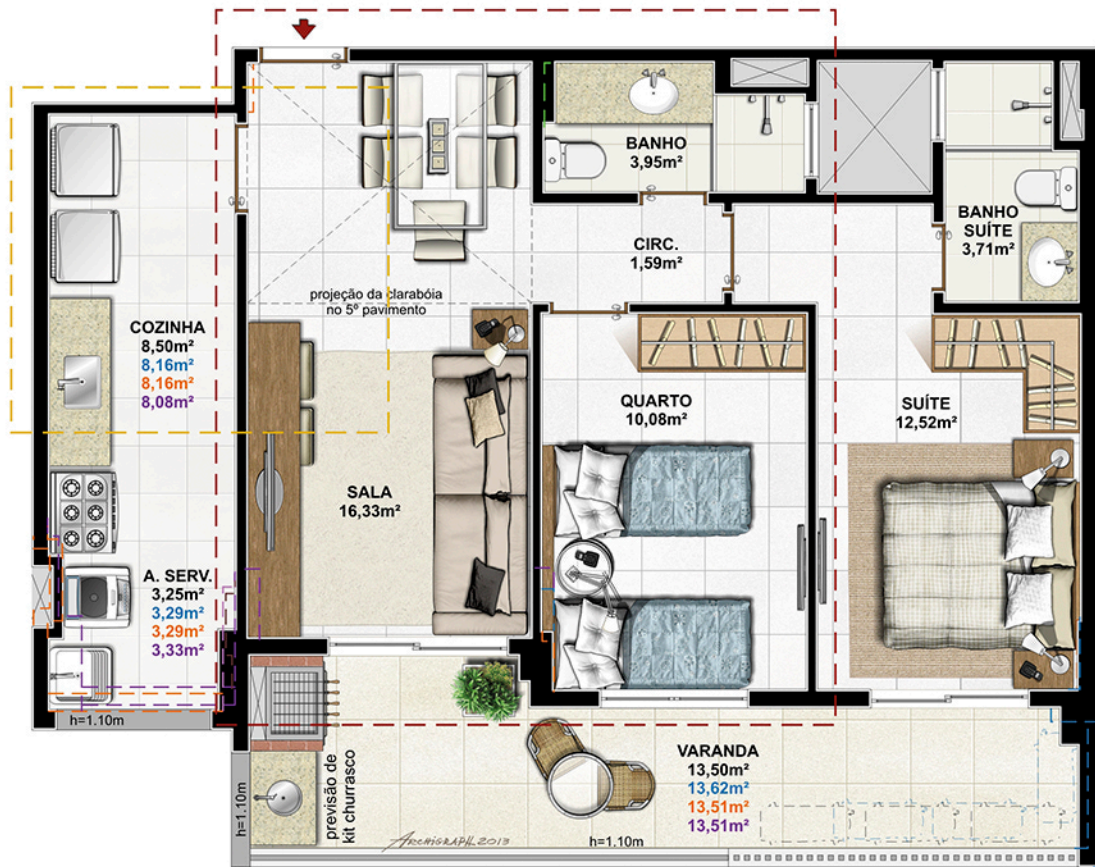 BANHO
3,95m²
BANHO
SUÍTE
3,71m²
CIRC.
1,59m²
projeção da clarabóia
no 5º pavimento
COZINHA
8,50m²
8,16m²
8,16m²
8,08m²
QUARTO
10,08m²
SUÍTE
12,52m²
SALA
16,33m²
A. SERV.
3,25m²
3,29m²
3,29m²
3,33m²
h=1.10m
VARANDA
13,50m²
13,62m²
13,51m²
13,51m²
h=1.10m
previsão de
kit churrasco
ARCHIGRAPH 2013
h=1.10m